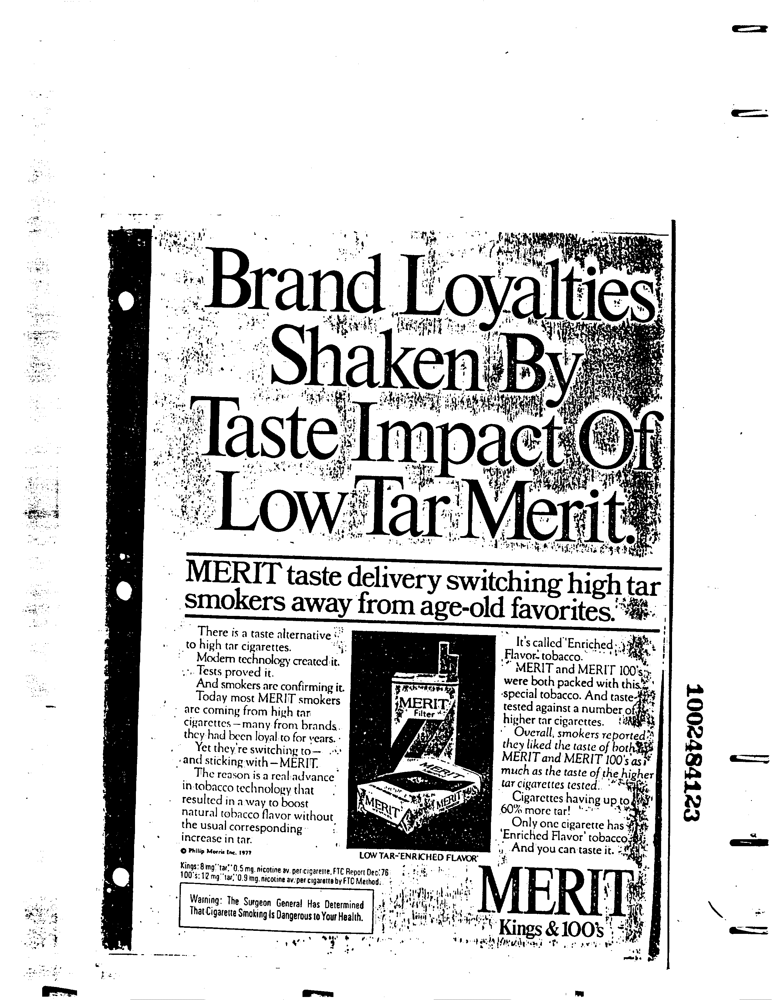 Brand Loyalties
Shaken By
Taste Impact Of
Low Tar Merit.
MERIT taste delivery switching high tar
smokers away from age-old favorites.
There is a taste alternative
to high tar cigarettes.
Modern technology created it.
Tests proved it.
And smokers are confirming it.
Today most MERIT smokers
are coming from high tar
cigarettes – many from brands
they had been loyal to for years.
Yet they're switching to –
and sticking with – MERIT.
The reason is a real advance
in tobacco technology that
resulted in a way to boost
natural tobacco flavor without
the usual corresponding
increase in tar.
© Philip Morris Inc. 1977
Kings: 8 mg "tar," 0.5 mg. nicotine av. per cigarette, FTC Report Dec.'76
100's: 12 mg "tar," 0.9 mg. nicotine av. per cigarette by FTC Method.
Warning: The Surgeon General Has Determined
That Cigarette Smoking Is Dangerous to Your Health.
MERIT
Filter
MERIT
MERIT
MERIT
LOW TAR-'ENRICHED FLAVOR'
It's called 'Enriched
Flavor' tobacco.
MERIT and MERIT 100's
were both packed with this
special tobacco. And taste-
tested against a number of
higher tar cigarettes.
Overall, smokers reported
they liked the taste of both
MERIT and MERIT 100's as
much as the taste of the higher
tar cigarettes tested.
Cigarettes having up to
60% more tar!
Only one cigarette has
'Enriched Flavor' tobacco.
And you can taste it.
MERIT
Kings & 100's
1002484123